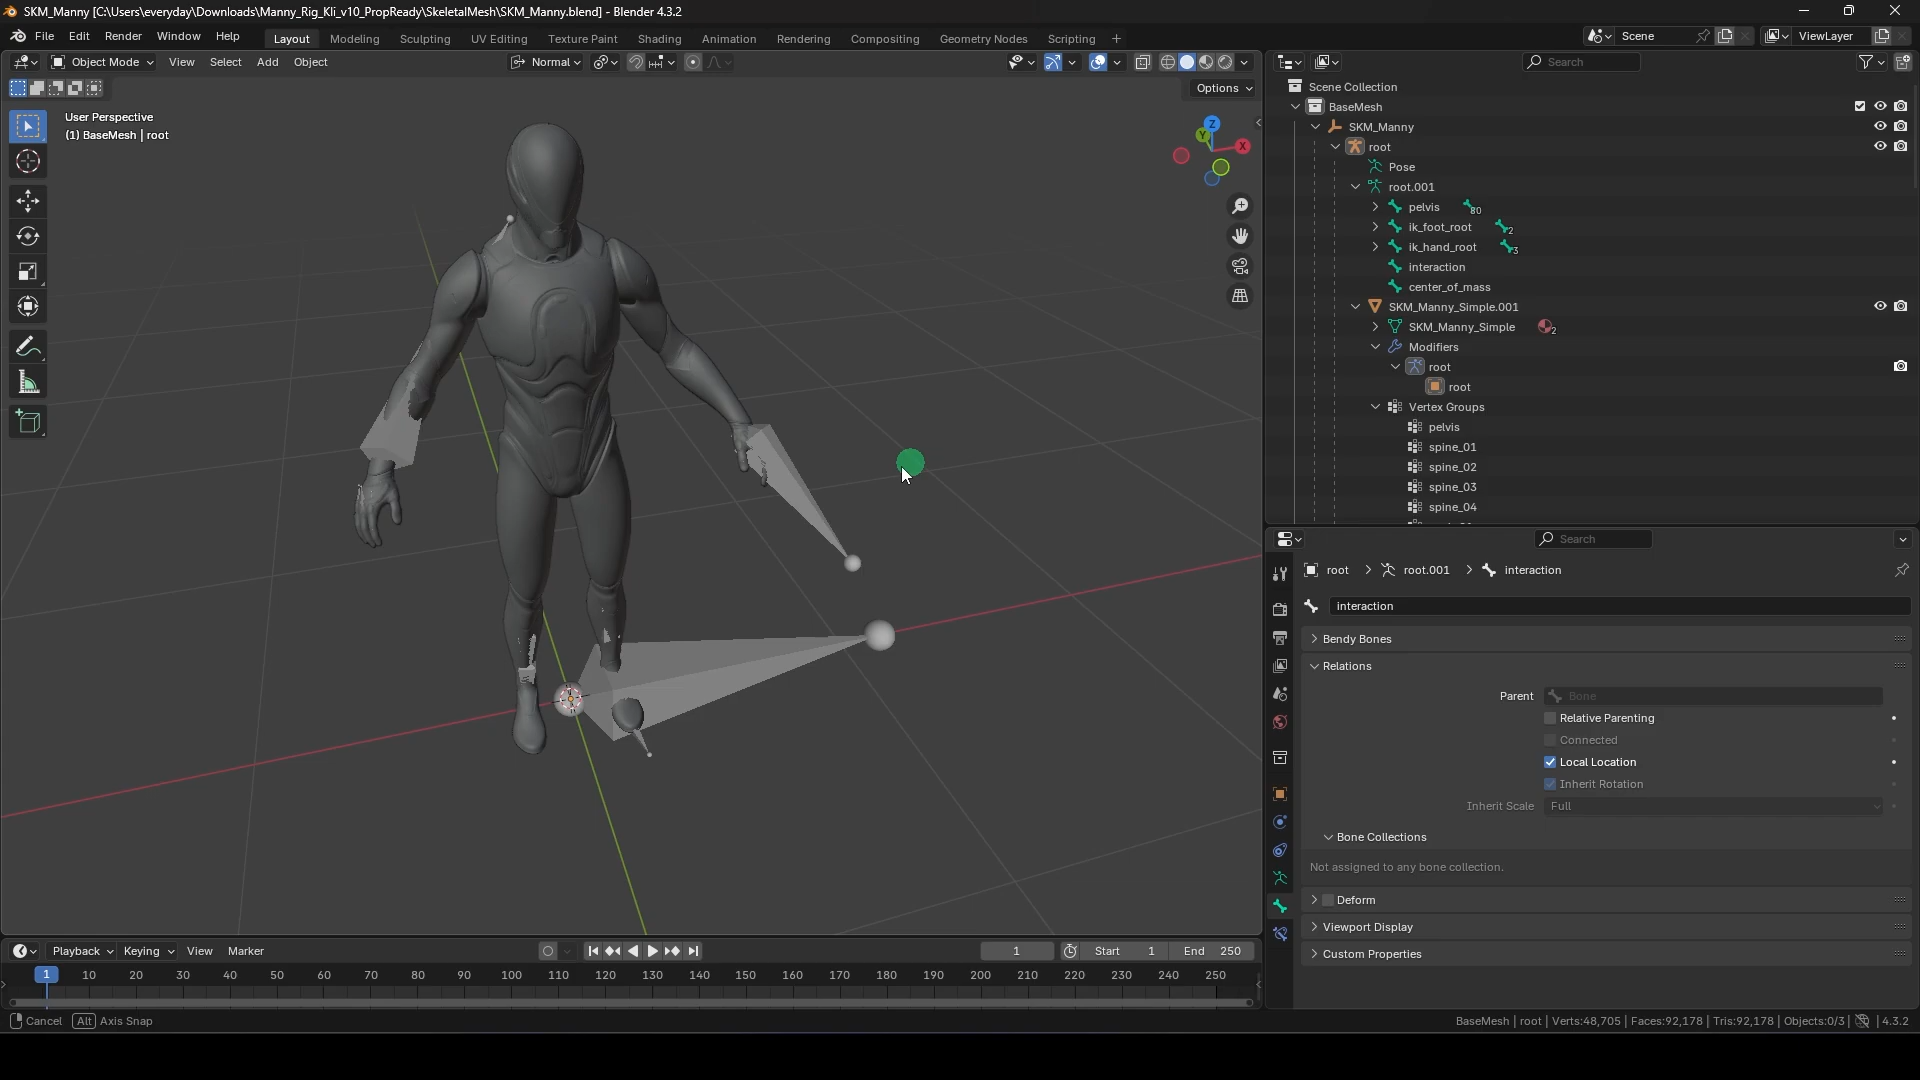 SKM_Manny [C:\Users\everyday\Downloads\Manny_Rig_Kli_v10_PropReady\SkeletalMesh\SKM_Manny.blend] - Blender 4.3.2
File Edit Render Window Help Layout Modeling Sculpting UV Editing Texture Paint Shading Animation Rendering Compositing Geometry Nodes Scripting + Scene ViewLayer
Object Mode View Select Add Object Normal Search
Options
User Perspective
(1) BaseMesh | root
Z
Y
X
Scene Collection
BaseMesh
SKM_Manny
root
Pose
root.001
pelvis 80
ik_foot_root 2
ik_hand_root 3
interaction
center_of_mass
SKM_Manny_Simple.001
SKM_Manny_Simple 2
Modifiers
root
root
Vertex Groups
pelvis
spine_01
spine_02
spine_03
spine_04
Search
root root.001 interaction
interaction
Bendy Bones
Relations
Parent Bone
Relative Parenting
Connected
Local Location
Inherit Rotation
Inherit Scale Full
Bone Collections
Not assigned to any bone collection.
Deform
Viewport Display
Custom Properties
Playback Keying View Marker 1 Start 1 End 250
1 10 20 30 40 50 60 70 80 90 100 110 120 130 140 150 160 170 180 190 200 210 220 230 240 250
Cancel Alt Axis Snap BaseMesh | root | Verts:48,705 | Faces:92,178 | Tris:92,178 | Objects:0/3 | 4.3.2